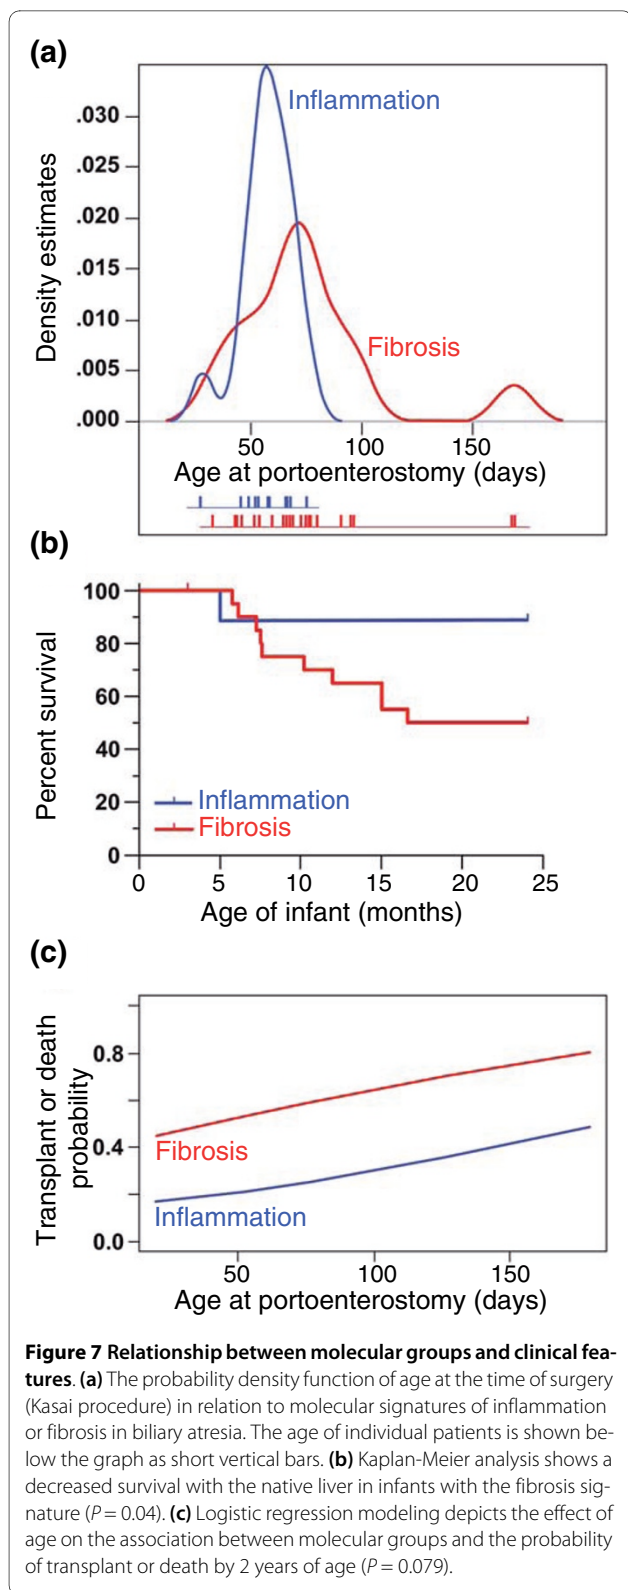 (a)
Inflammation
Fibrosis
Density estimates
.030
.025
.020
.015
.010
.005
.000
50 100 150
Age at portoenterostomy (days)
(b)
Percent survival
100
80
60
40
20
0
Inflammation
Fibrosis
0 5 10 15 20 25
Age of infant (months)
(c)
Transplant or death
probability
0.8
0.4
0.0
Fibrosis
Inflammation
50 100 150
Age at portoenterostomy (days)
Figure 7 Relationship between molecular groups and clinical fea-
tures. (a) The probability density function of age at the time of surgery
(Kasai procedure) in relation to molecular signatures of inflammation
or fibrosis in biliary atresia. The age of individual patients is shown be-
low the graph as short vertical bars. (b) Kaplan-Meier analysis shows a
decreased survival with the native liver in infants with the fibrosis sig-
nature (P = 0.04). (c) Logistic regression modeling depicts the effect of
age on the association between molecular groups and the probability
of transplant or death by 2 years of age (P = 0.079).